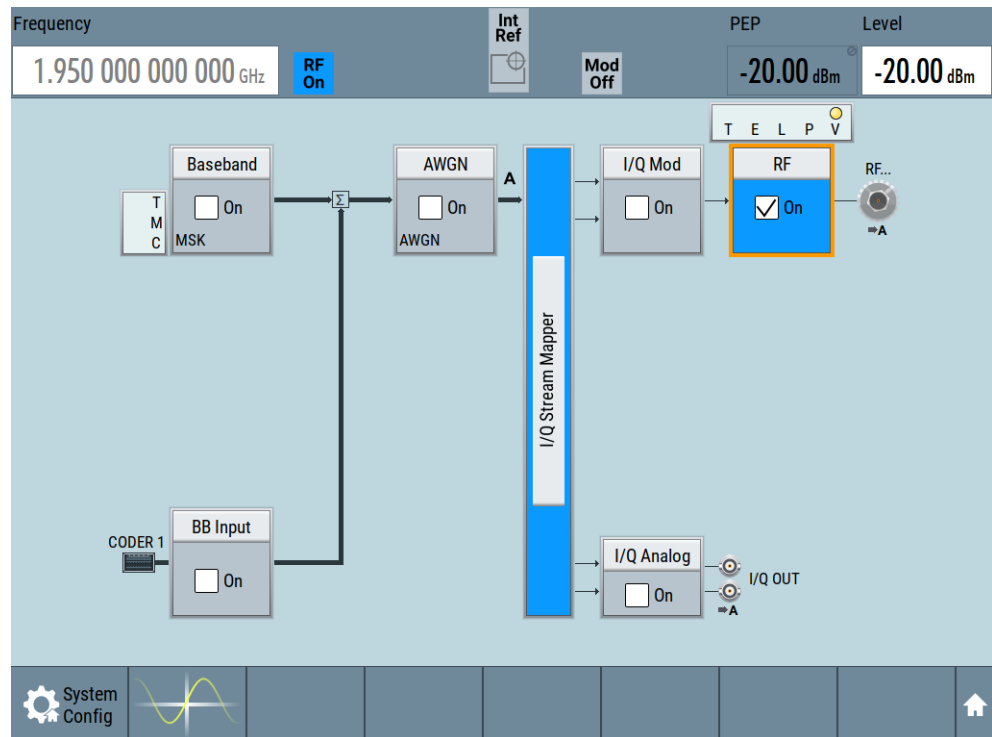 Frequency
Int
Ref
PEP
Level
1.950 000 000 000 GHz
RF
On
Mod
Off
-20.00 dBm
-20.00 dBm
T E L P V
Baseband
On
MSK
T
M
C
Σ
AWGN
On
AWGN
A
I/Q Mod
On
RF
On
RF...
⇒A
I/Q Stream Mapper
CODER 1
BB Input
On
I/Q Analog
On
I/Q OUT
⇒A
System
Config